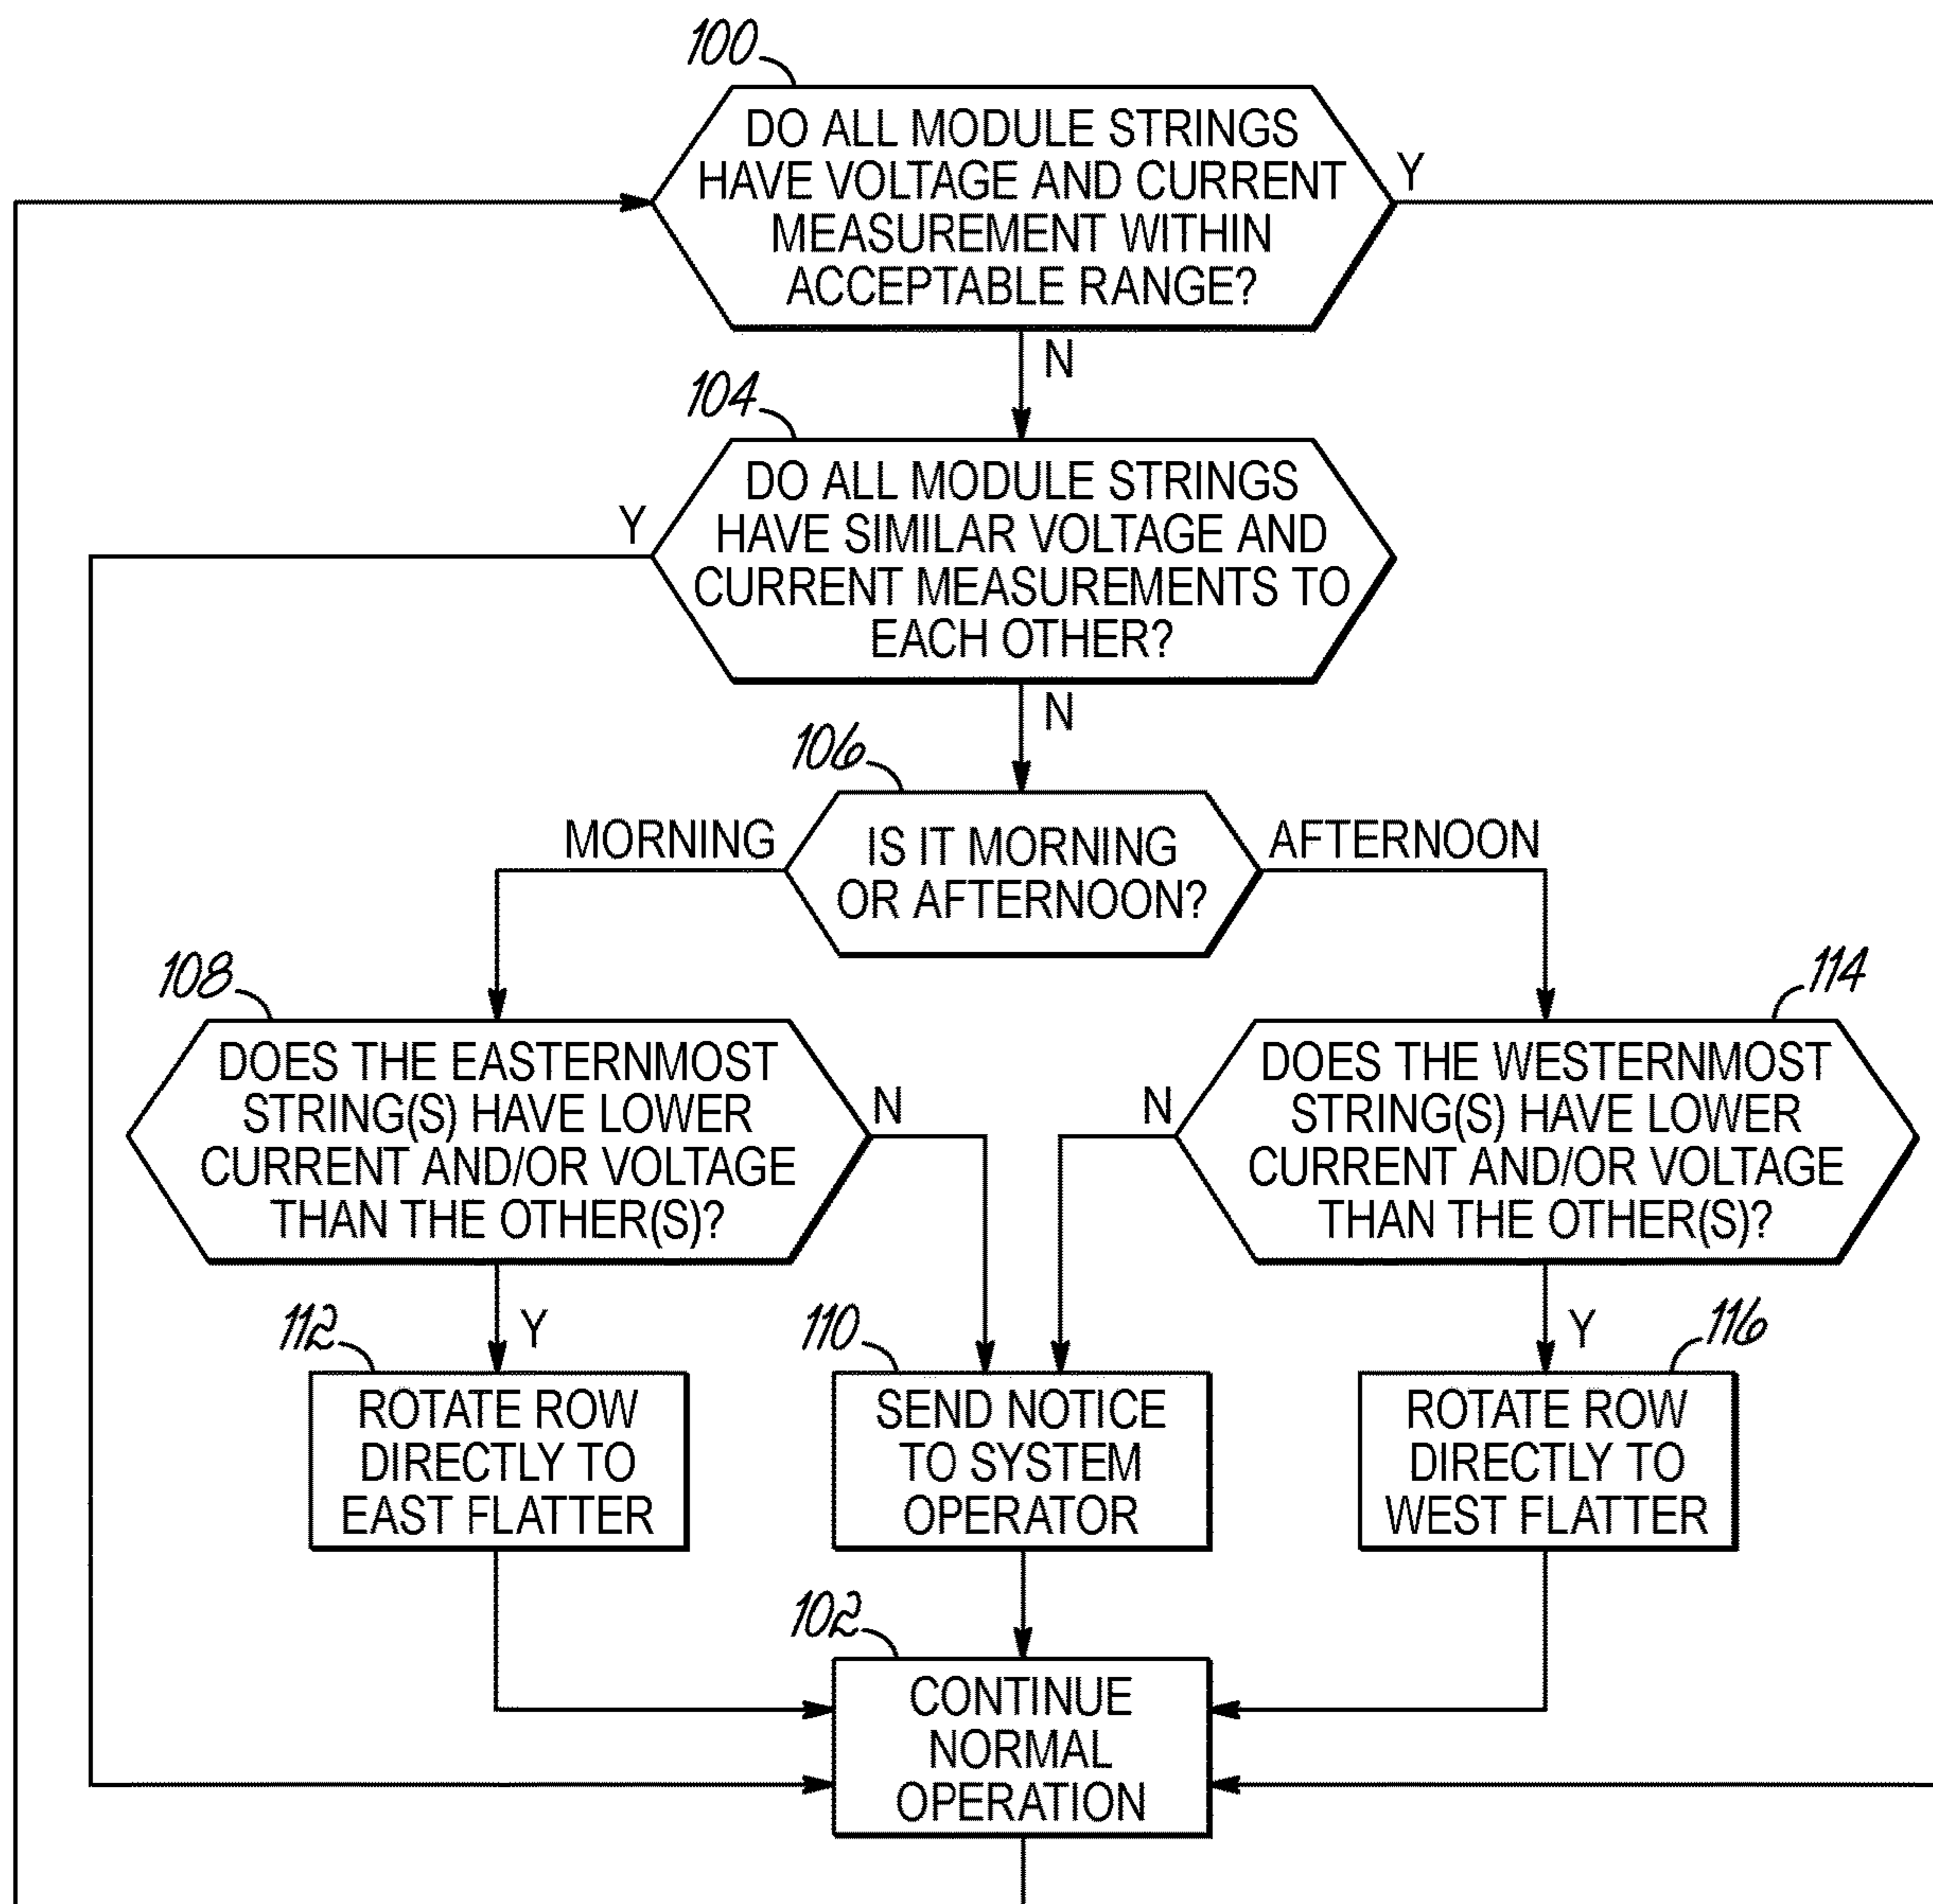 100
DO ALL MODULE STRINGS
HAVE VOLTAGE AND CURRENT
MEASUREMENT WITHIN
ACCEPTABLE RANGE?
Y
N
104
DO ALL MODULE STRINGS
HAVE SIMILAR VOLTAGE AND
CURRENT MEASUREMENTS TO
EACH OTHER?
Y
N
106
IS IT MORNING
OR AFTERNOON?
MORNING
AFTERNOON
108
DOES THE EASTERNMOST
STRING(S) HAVE LOWER
CURRENT AND/OR VOLTAGE
THAN THE OTHER(S)?
N
Y
114
DOES THE WESTERNMOST
STRING(S) HAVE LOWER
CURRENT AND/OR VOLTAGE
THAN THE OTHER(S)?
N
Y
112
ROTATE ROW
DIRECTLY TO
EAST FLATTER
110
SEND NOTICE
TO SYSTEM
OPERATOR
116
ROTATE ROW
DIRECTLY TO
WEST FLATTER
102
CONTINUE
NORMAL
OPERATION